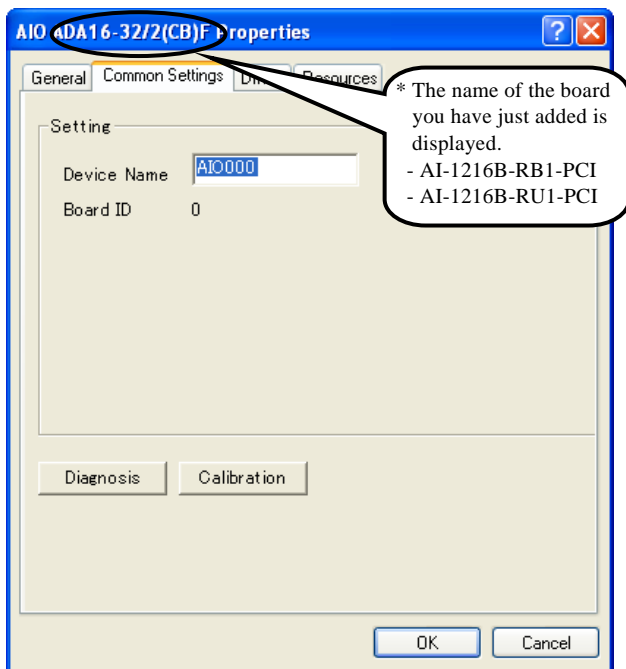 AIO ADA16-32/2(CB)F Properties
General Common Settings Resources
* The name of the board
you have just added is
displayed.
- AI-1216B-RB1-PCI
- AI-1216B-RU1-PCI
Setting
Device Name AIO000
Board ID 0
Diagnosis Calibration
OK Cancel